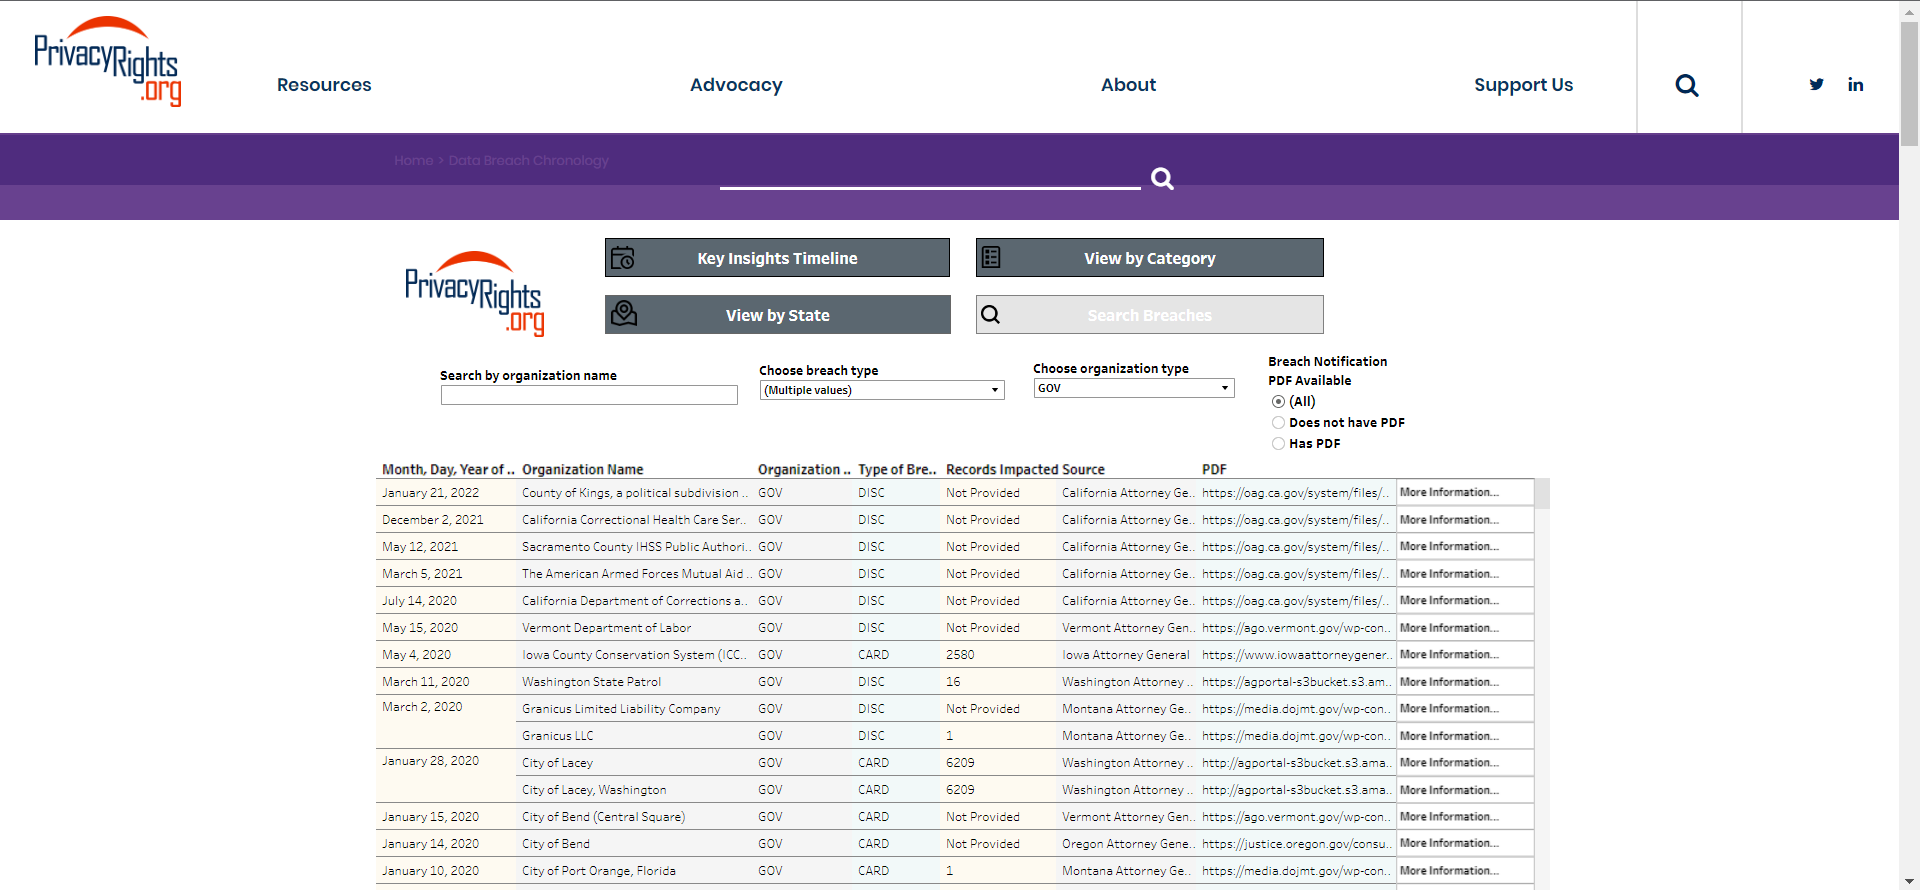 PrivacyRights
.org
Resources Advocacy About Support Us
Home > Data Breach Chronology
PrivacyRights
.org
Key Insights Timeline View by Category
View by State Search Breaches
Search by organization name Choose breach type Choose organization type Breach Notification
PDF Available
(Multiple values) GOV (All)
Does not have PDF
Has PDF
Month, Day, Year of .. Organization Name Organization .. Type of Bre.. Records Impacted Source PDF
January 21, 2022 County of Kings, a political subdivision .. GOV DISC Not Provided California Attorney Ge.. https://oag.ca.gov/system/files/.. More Information...
December 2, 2021 California Correctional Health Care Ser.. GOV DISC Not Provided California Attorney Ge.. https://oag.ca.gov/system/files/.. More Information...
May 12, 2021 Sacramento County IHSS Public Authori.. GOV DISC Not Provided California Attorney Ge.. https://oag.ca.gov/system/files/.. More Information...
March 5, 2021 The American Armed Forces Mutual Aid .. GOV DISC Not Provided California Attorney Ge.. https://oag.ca.gov/system/files/.. More Information...
July 14, 2020 California Department of Corrections a.. GOV DISC Not Provided California Attorney Ge.. https://oag.ca.gov/system/files/.. More Information...
May 15, 2020 Vermont Department of Labor GOV DISC Not Provided Vermont Attorney Gen.. https://ago.vermont.gov/wp-con.. More Information...
May 4, 2020 Iowa County Conservation System (ICC.. GOV CARD 2580 Iowa Attorney General https://www.iowaattorneygener.. More Information...
March 11, 2020 Washington State Patrol GOV DISC 16 Washington Attorney .. https://agportal-s3bucket.s3.am.. More Information...
March 2, 2020 Granicus Limited Liability Company GOV DISC Not Provided Montana Attorney Ge.. https://media.dojmt.gov/wp-con.. More Information...
Granicus LLC GOV DISC 1 Montana Attorney Ge.. https://media.dojmt.gov/wp-con.. More Information...
January 28, 2020 City of Lacey GOV CARD 6209 Washington Attorney .. http://agportal-s3bucket.s3.ama.. More Information...
City of Lacey, Washington GOV CARD 6209 Washington Attorney .. http://agportal-s3bucket.s3.ama.. More Information...
January 15, 2020 City of Bend (Central Square) GOV CARD Not Provided Vermont Attorney Gen.. https://ago.vermont.gov/wp-con.. More Information...
January 14, 2020 City of Bend GOV CARD Not Provided Oregon Attorney Gene.. https://justice.oregon.gov/consu.. More Information...
January 10, 2020 City of Port Orange, Florida GOV CARD 1 Montana Attorney Ge.. https://media.dojmt.gov/wp-con.. More Information...